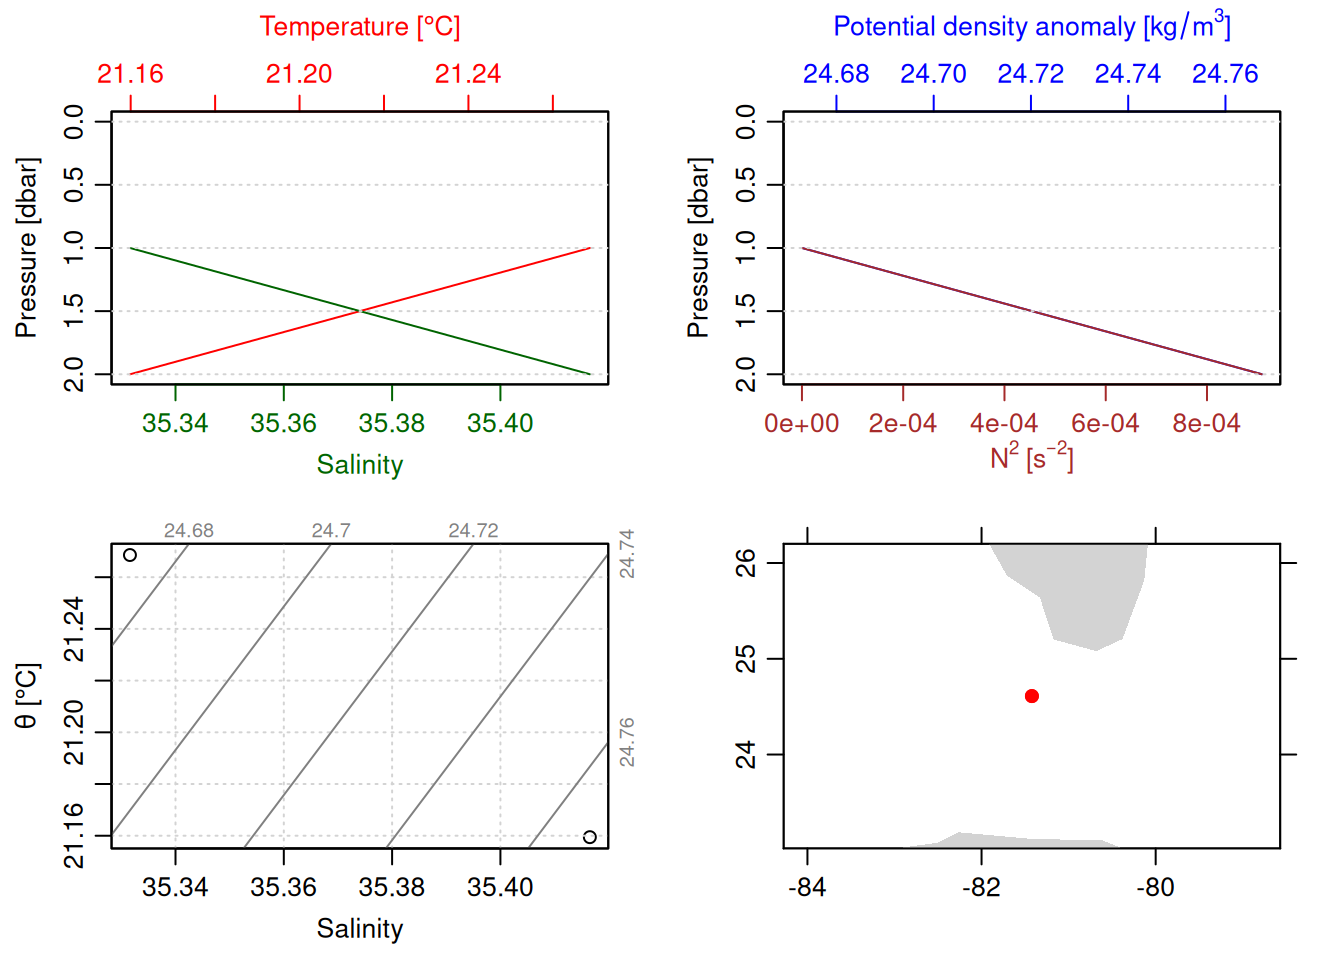 Temperature [°C]
21.16 21.20 21.24
Pressure [dbar]
0.0 0.5 1.0 1.5 2.0
35.34 35.36 35.38 35.40
Salinity
Potential density anomaly [kg/m³]
24.68 24.70 24.72 24.74 24.76
Pressure [dbar]
0.0 0.5 1.0 1.5 2.0
0e+00 2e-04 4e-04 6e-04 8e-04
N² [s⁻²]
24.68 24.7 24.72
24.74
24.76
θ [°C]
21.16 21.20 21.24
35.34 35.36 35.38 35.40
Salinity
26
25
24
-84 -82 -80